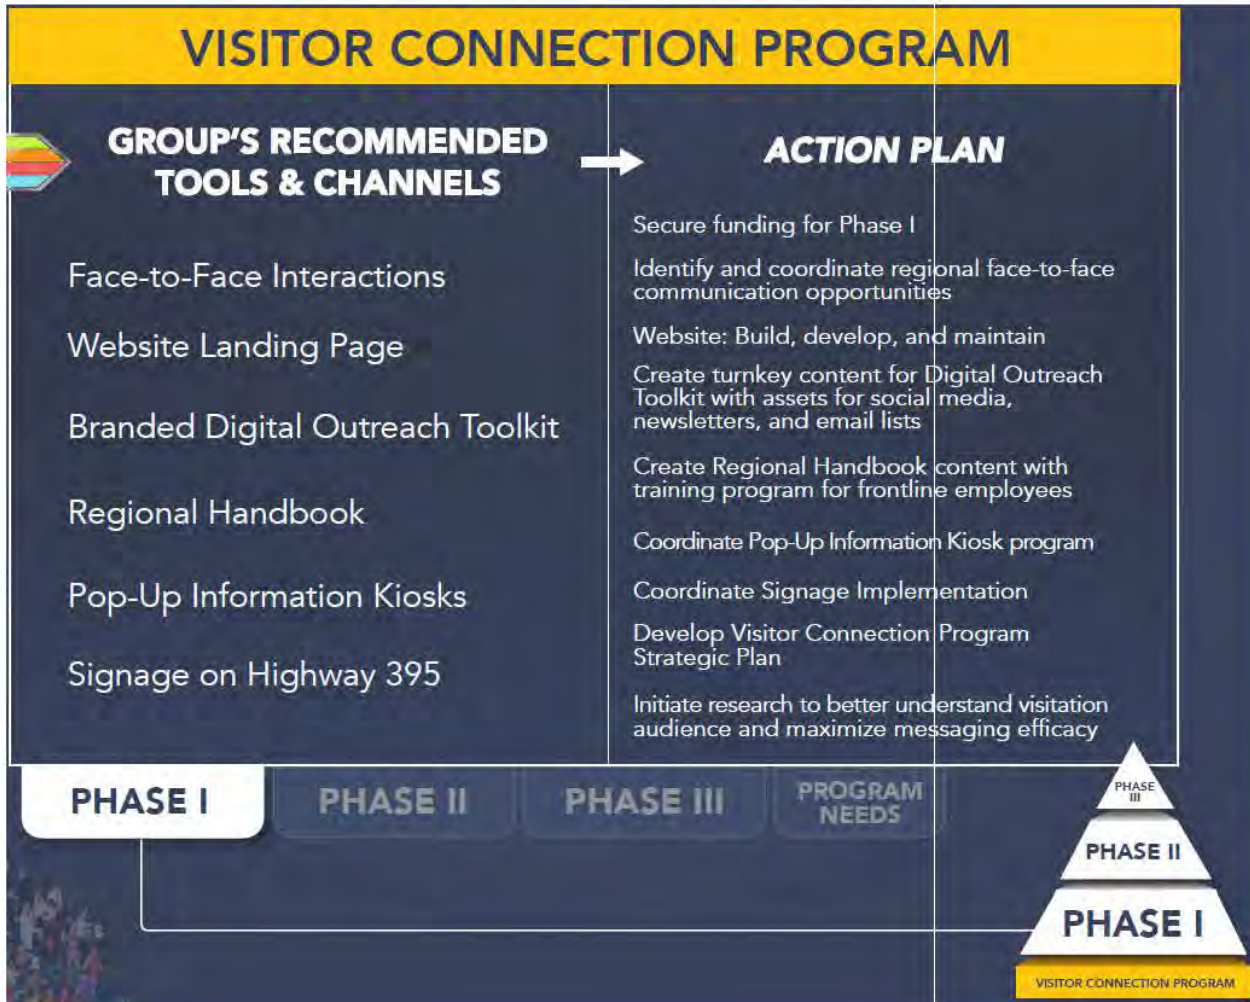 VISITOR CONNECTION PROGRAM
GROUP'S RECOMMENDED
TOOLS & CHANNELS
Face-to-Face Interactions
Website Landing Page
Branded Digital Outreach Toolkit
Regional Handbook
Pop-Up Information Kiosks
Signage on Highway 395
ACTION PLAN
Secure funding for Phase I
Identify and coordinate regional face-to-face
communication opportunities
Website: Build, develop, and maintain
Create turnkey content for Digital Outreach
Toolkit with assets for social media,
newsletters, and email lists
Create Regional Handbook content with
training program for frontline employees
Coordinate Pop-Up Information Kiosk program
Coordinate Signage Implementation
Develop Visitor Connection Program
Strategic Plan
Initiate research to better understand visitation
audience and maximize messaging efficacy
PHASE I
PHASE II
PHASE III
PROGRAM
NEEDS
PHASE
III
PHASE II
PHASE I
VISITOR CONNECTION PROGRAM